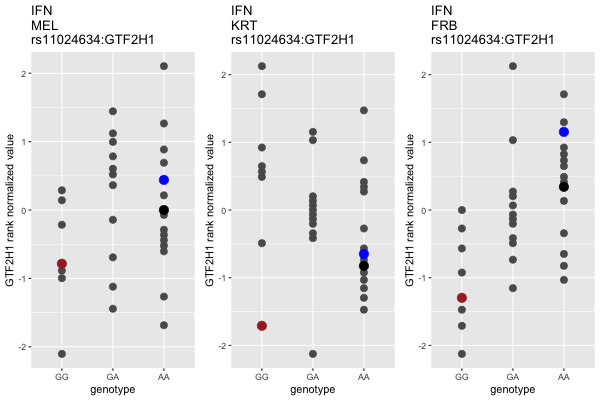 IFN
MEL
rs11024634:GTF2H1
GTF2H1 rank normalized value
2
1
0
-1
-2
GG
GA
AA
genotype
IFN
KRT
rs11024634:GTF2H1
GTF2H1 rank normalized value
2
1
0
-1
-2
GG
GA
AA
genotype
IFN
FRB
rs11024634:GTF2H1
GTF2H1 rank normalized value
2
1
0
-1
-2
GG
GA
AA
genotype